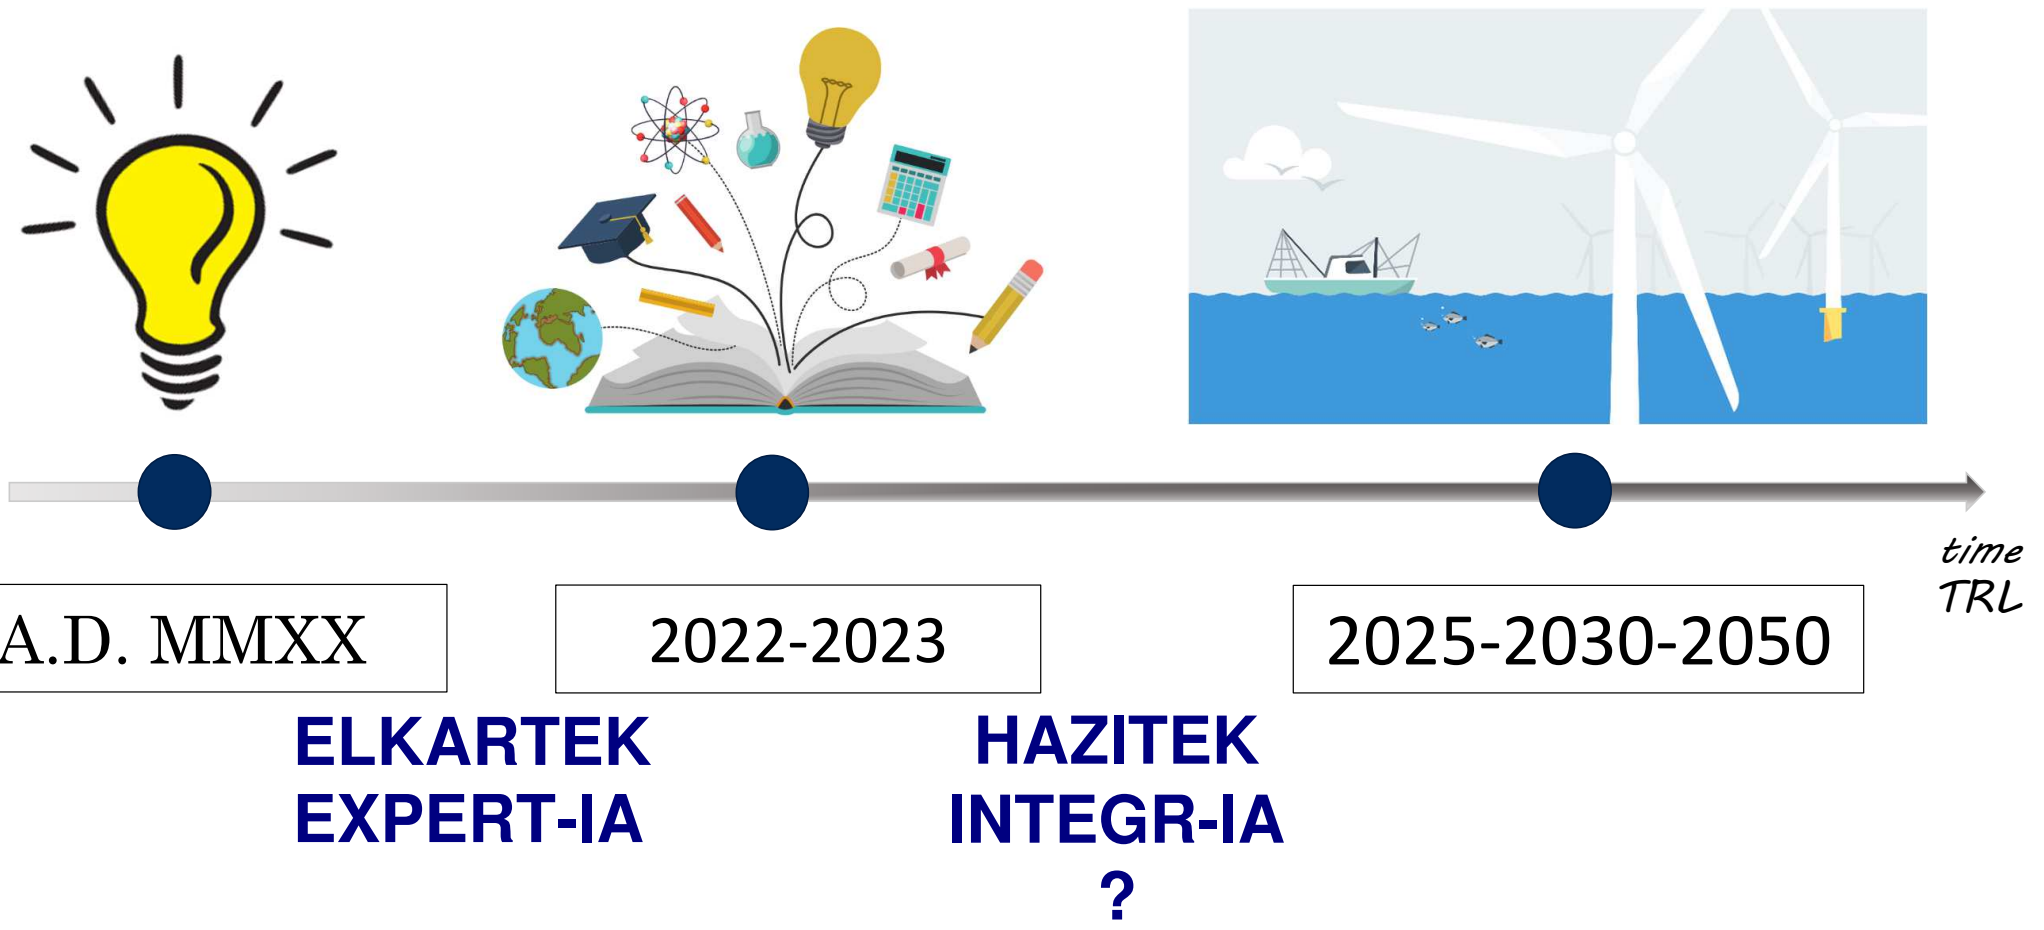 time
TRL
A.D. MMXX
2022-2023
2025-2030-2050
ELKARTEK
EXPERT-IA
HAZITEK
INTEGR-IA
?